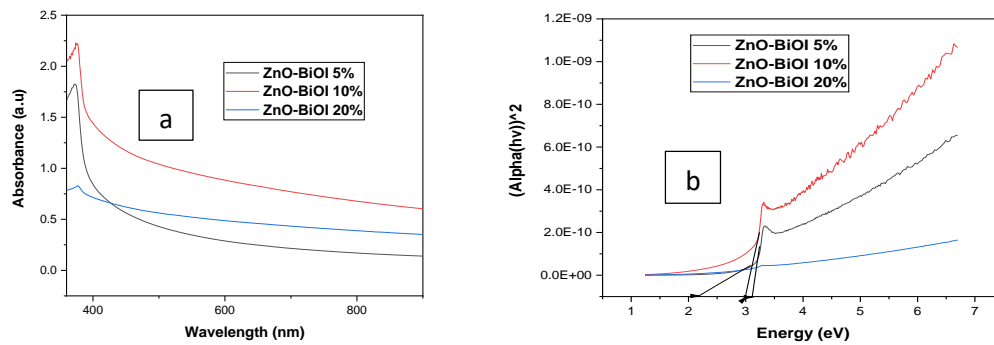 2.5
2.0
1.5
1.0
0.5
0.0
400
600
800
Absorbance (a.u)
Wavelength (nm)
ZnO-BiOI 5%
ZnO-BiOI 10%
ZnO-BiOI 20%
a
1.2E-09
1.0E-09
8.0E-10
6.0E-10
4.0E-10
2.0E-10
0.0E+00
1
2
3
4
5
6
7
(Alpha(hv))^2
Energy (eV)
ZnO-BiOI 5%
ZnO-BiOI 10%
ZnO-BiOI 20%
b